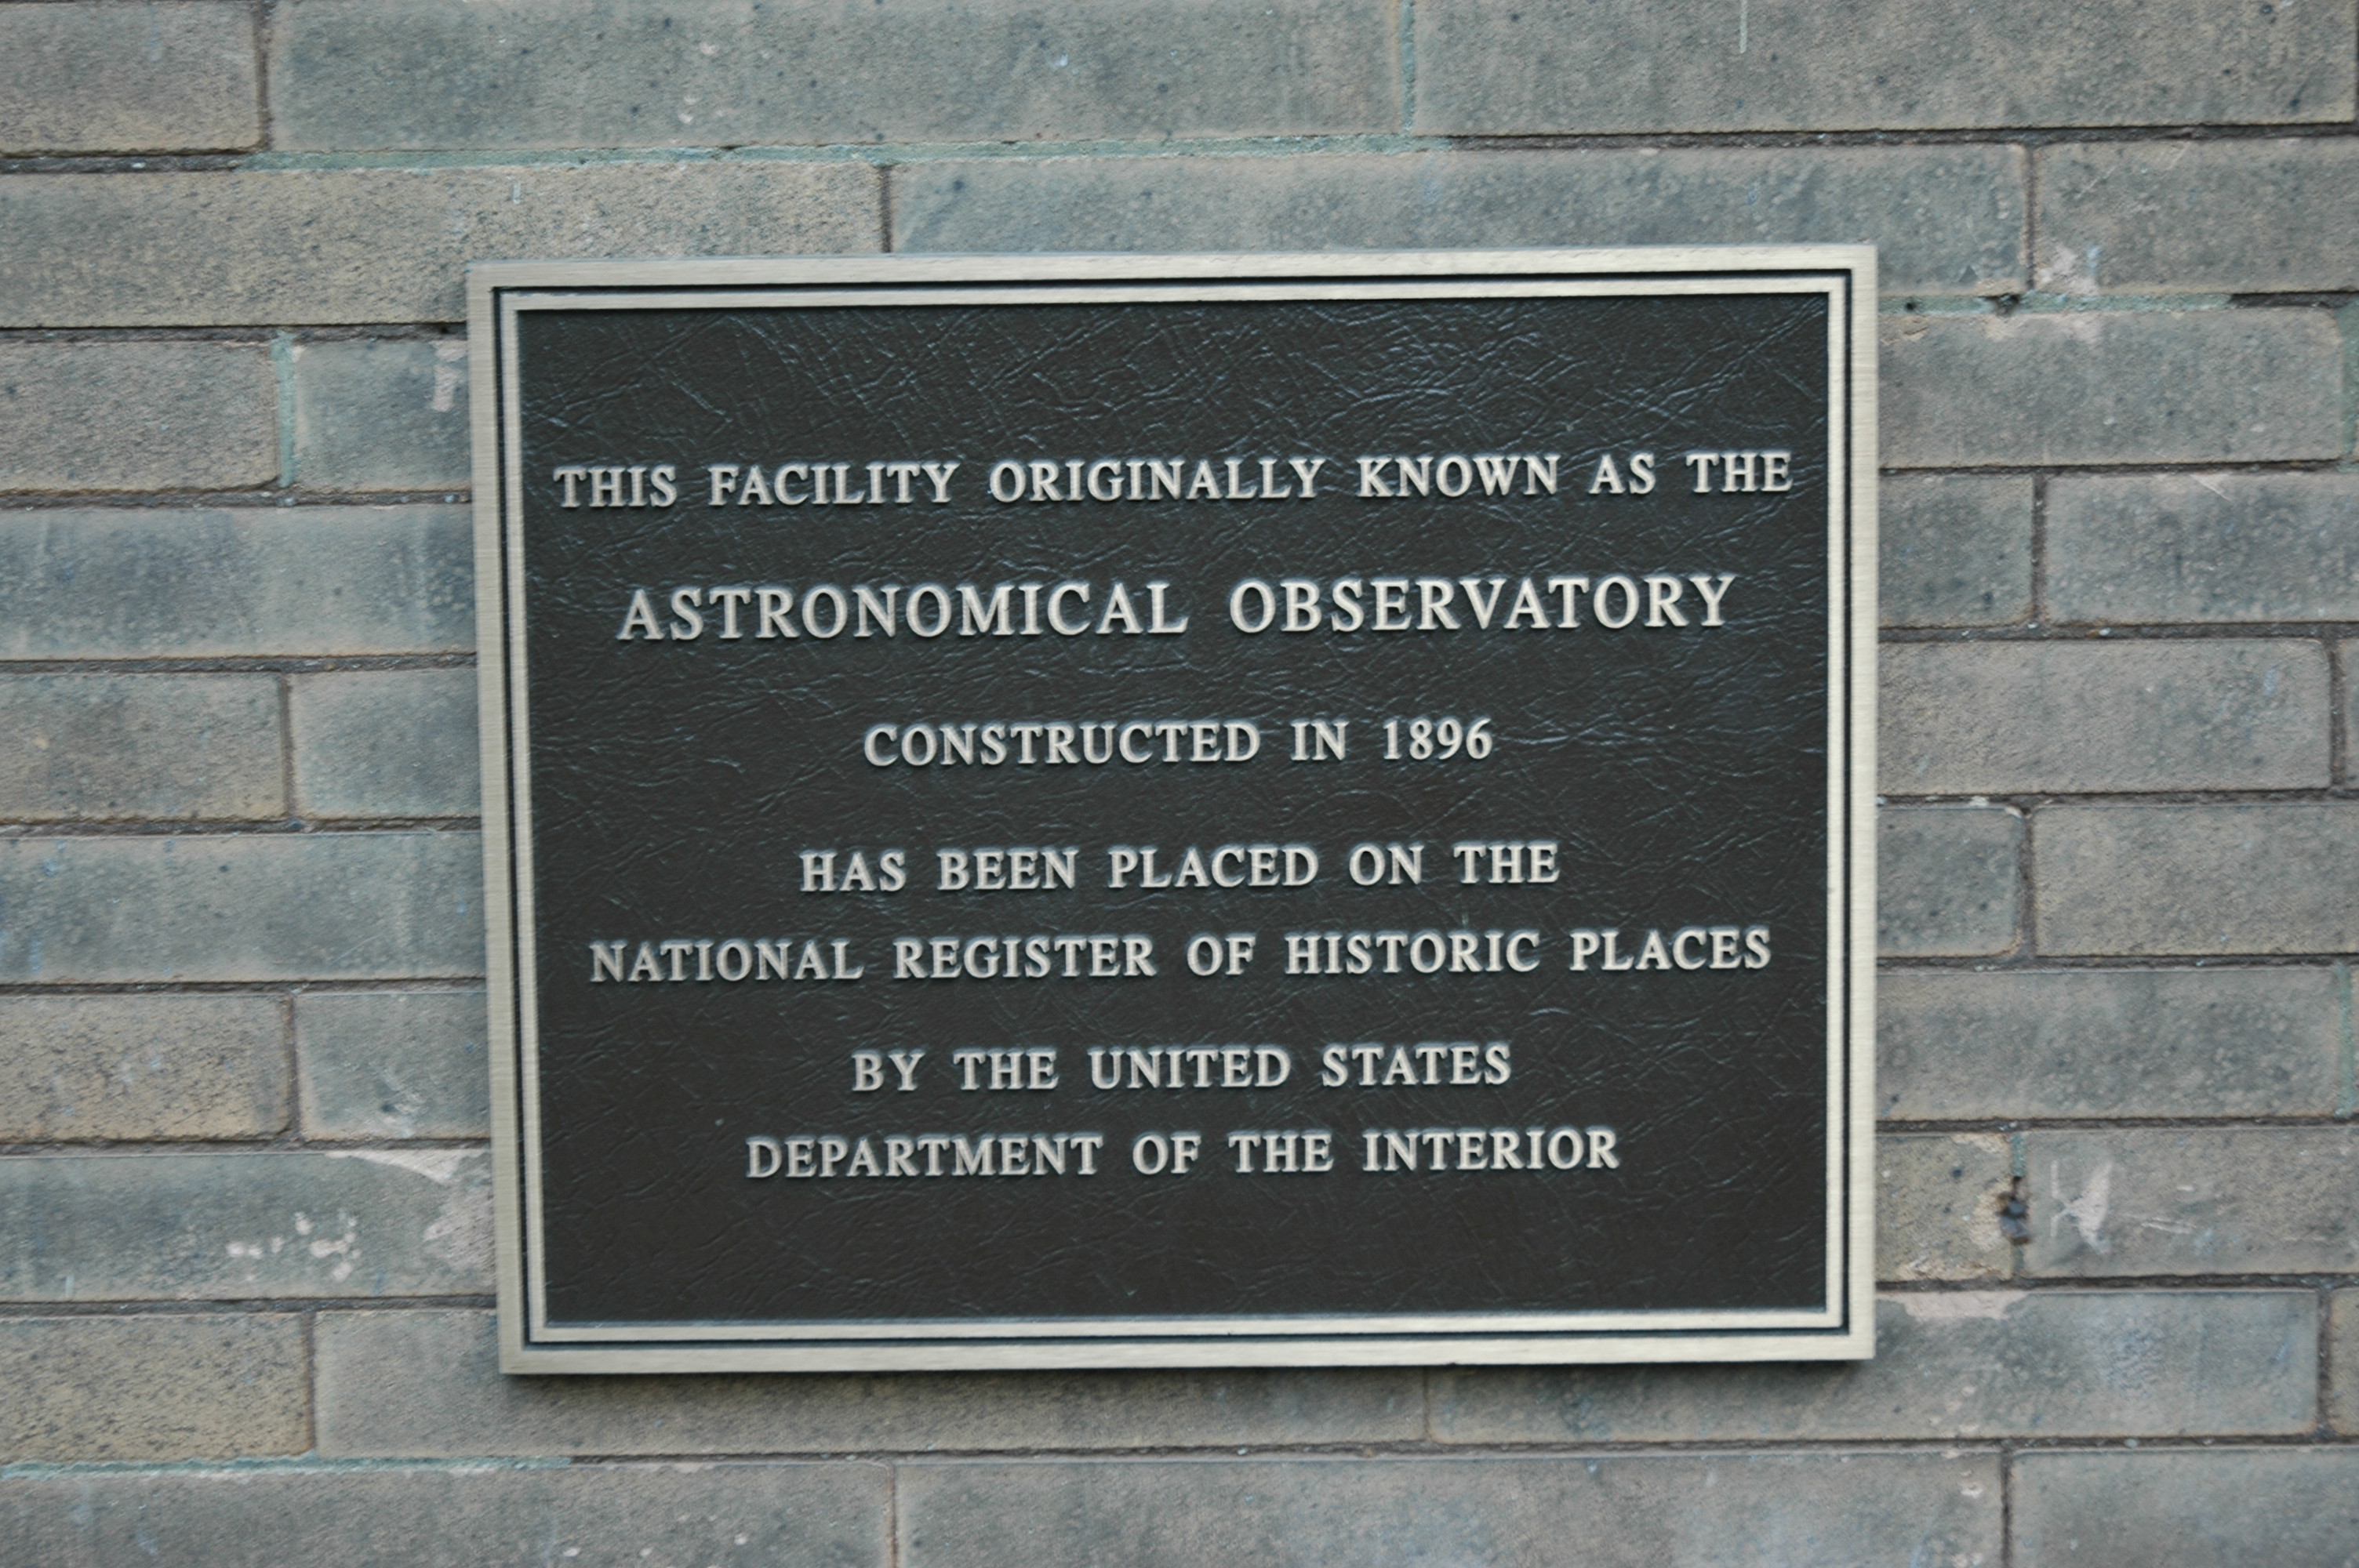 THIS FACILITY ORIGINALLY KNOWN AS THE
ASTRONOMICAL OBSERVATORY
CONSTRUCTED IN 1896
HAS BEEN PLACED ON THE
NATIONAL REGISTER OF HISTORIC PLACES
BY THE UNITED STATES
DEPARTMENT OF THE INTERIOR